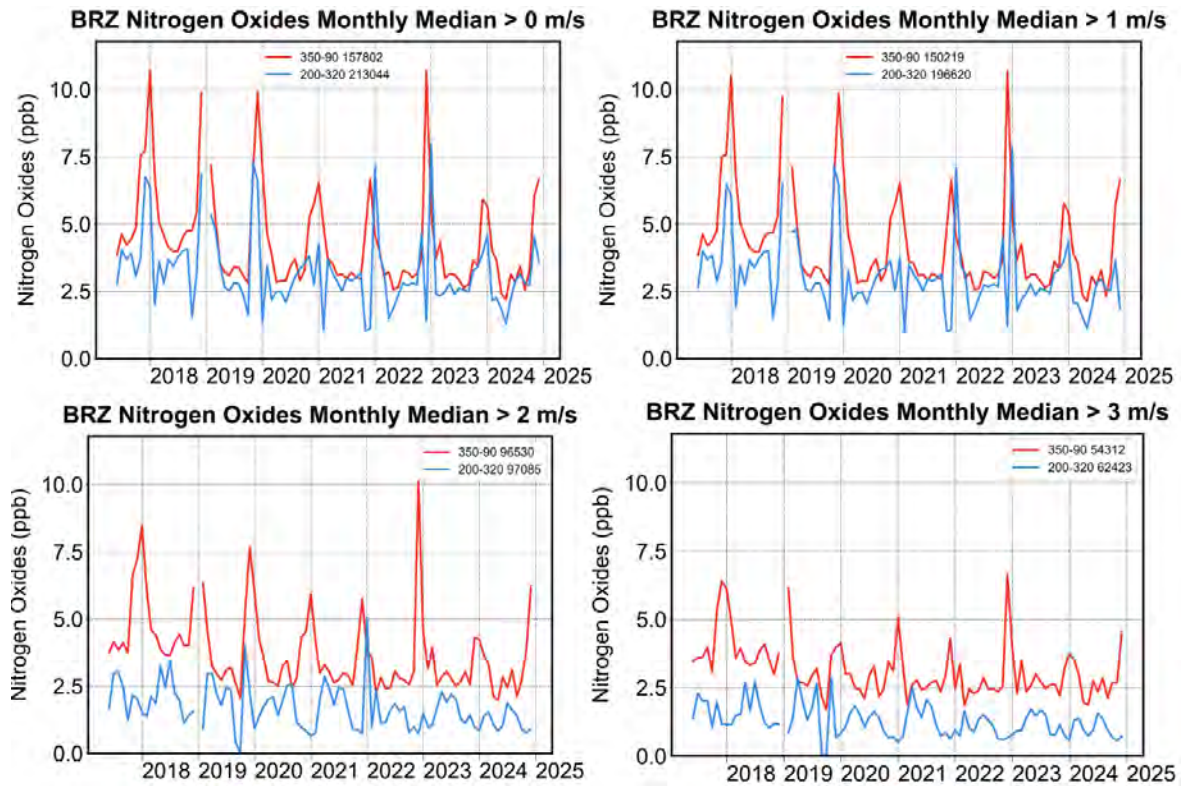 BRZ Nitrogen Oxides Monthly Median > 0 m/s
350-90 157802
200-320 213044
Nitrogen Oxides (ppb)
10.0
7.5
5.0
2.5
0.0
2018 2019 2020 2021 2022 2023 2024 2025
BRZ Nitrogen Oxides Monthly Median > 1 m/s
350-90 150219
200-320 196620
Nitrogen Oxides (ppb)
10.0
7.5
5.0
2.5
0.0
2018 2019 2020 2021 2022 2023 2024 2025
BRZ Nitrogen Oxides Monthly Median > 2 m/s
350-90 96530
200-320 97085
Nitrogen Oxides (ppb)
10.0
7.5
5.0
2.5
0.0
2018 2019 2020 2021 2022 2023 2024 2025
BRZ Nitrogen Oxides Monthly Median > 3 m/s
350-90 54312
200-320 62423
Nitrogen Oxides (ppb)
10.0
7.5
5.0
2.5
0.0
2018 2019 2020 2021 2022 2023 2024 2025